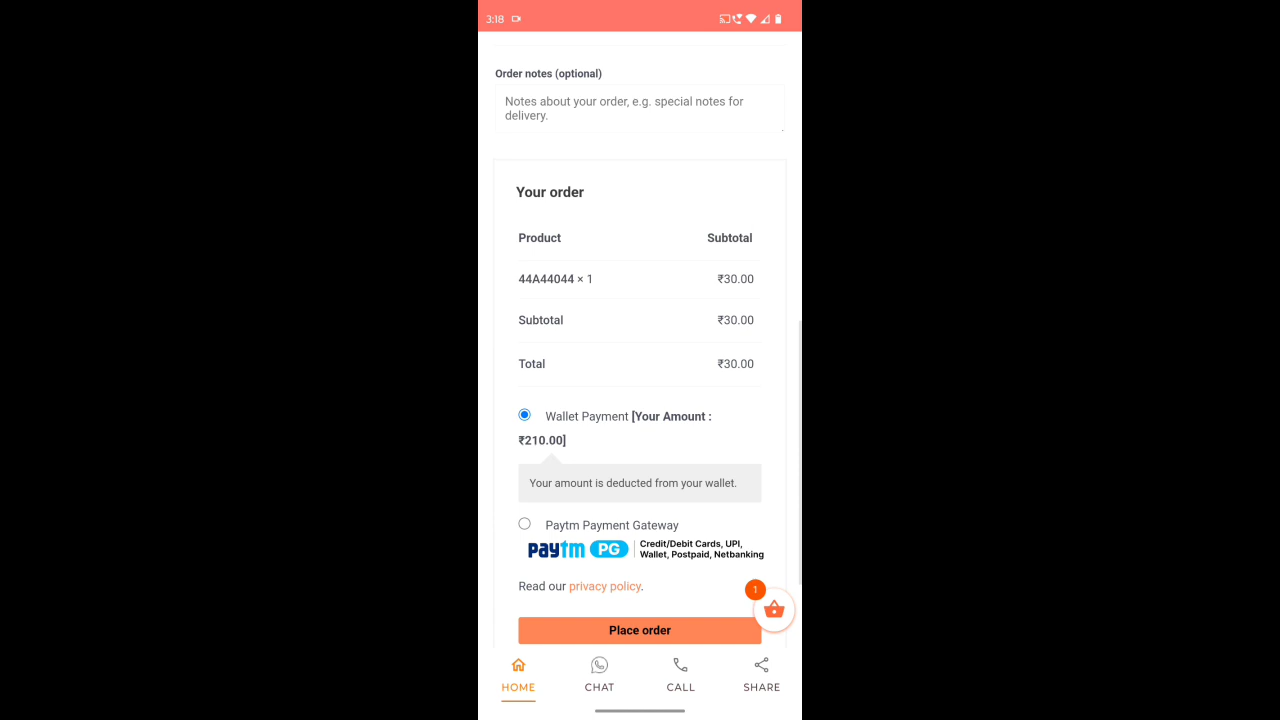 3:18
Order notes (optional)
Notes about your order, e.g. special notes for
delivery.
Your order
Product Subtotal
44A44044 × 1 ₹30.00
Subtotal ₹30.00
Total ₹30.00
Wallet Payment [Your Amount :
₹210.00]
Your amount is deducted from your wallet.
Paytm Payment Gateway
paytm PG Credit/Debit Cards, UPI,
Wallet, Postpaid, Netbanking
Read our privacy policy.
1
Place order
HOME CHAT CALL SHARE